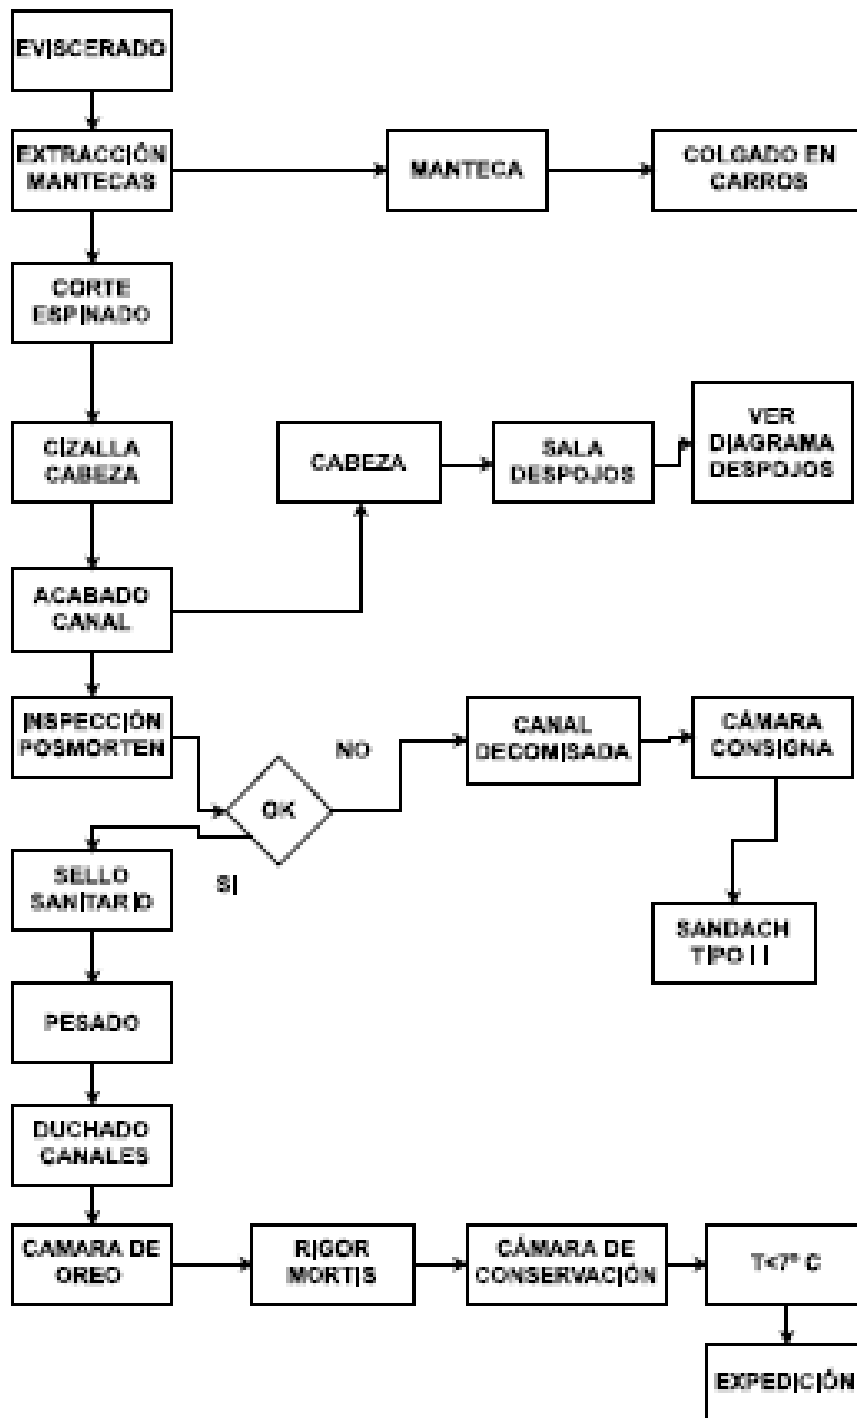 EVISCERADO
EXTRACCIÓN
MANTECAS
MANTECA
COLGADO EN
CARROS
CORTE
ESPINADO
CIZALLA
CABEZA
CABEZA
SALA
DESPOJOS
VER
DIAGRAMA
DESPOJOS
ACABADO
CANAL
INSPECCIÓN
POSMORTEN
OK
NO
CANAL
DECOMISADA
CÁMARA
CONSIGNA
SI
SELLO
SANITARIO
SANDACH
TIPO II
PESADO
DUCHADO
CANALES
CAMARA DE
OREO
RIGOR
MORTIS
CÁMARA DE
CONSERVACIÓN
T<7º C
EXPEDICIÓN